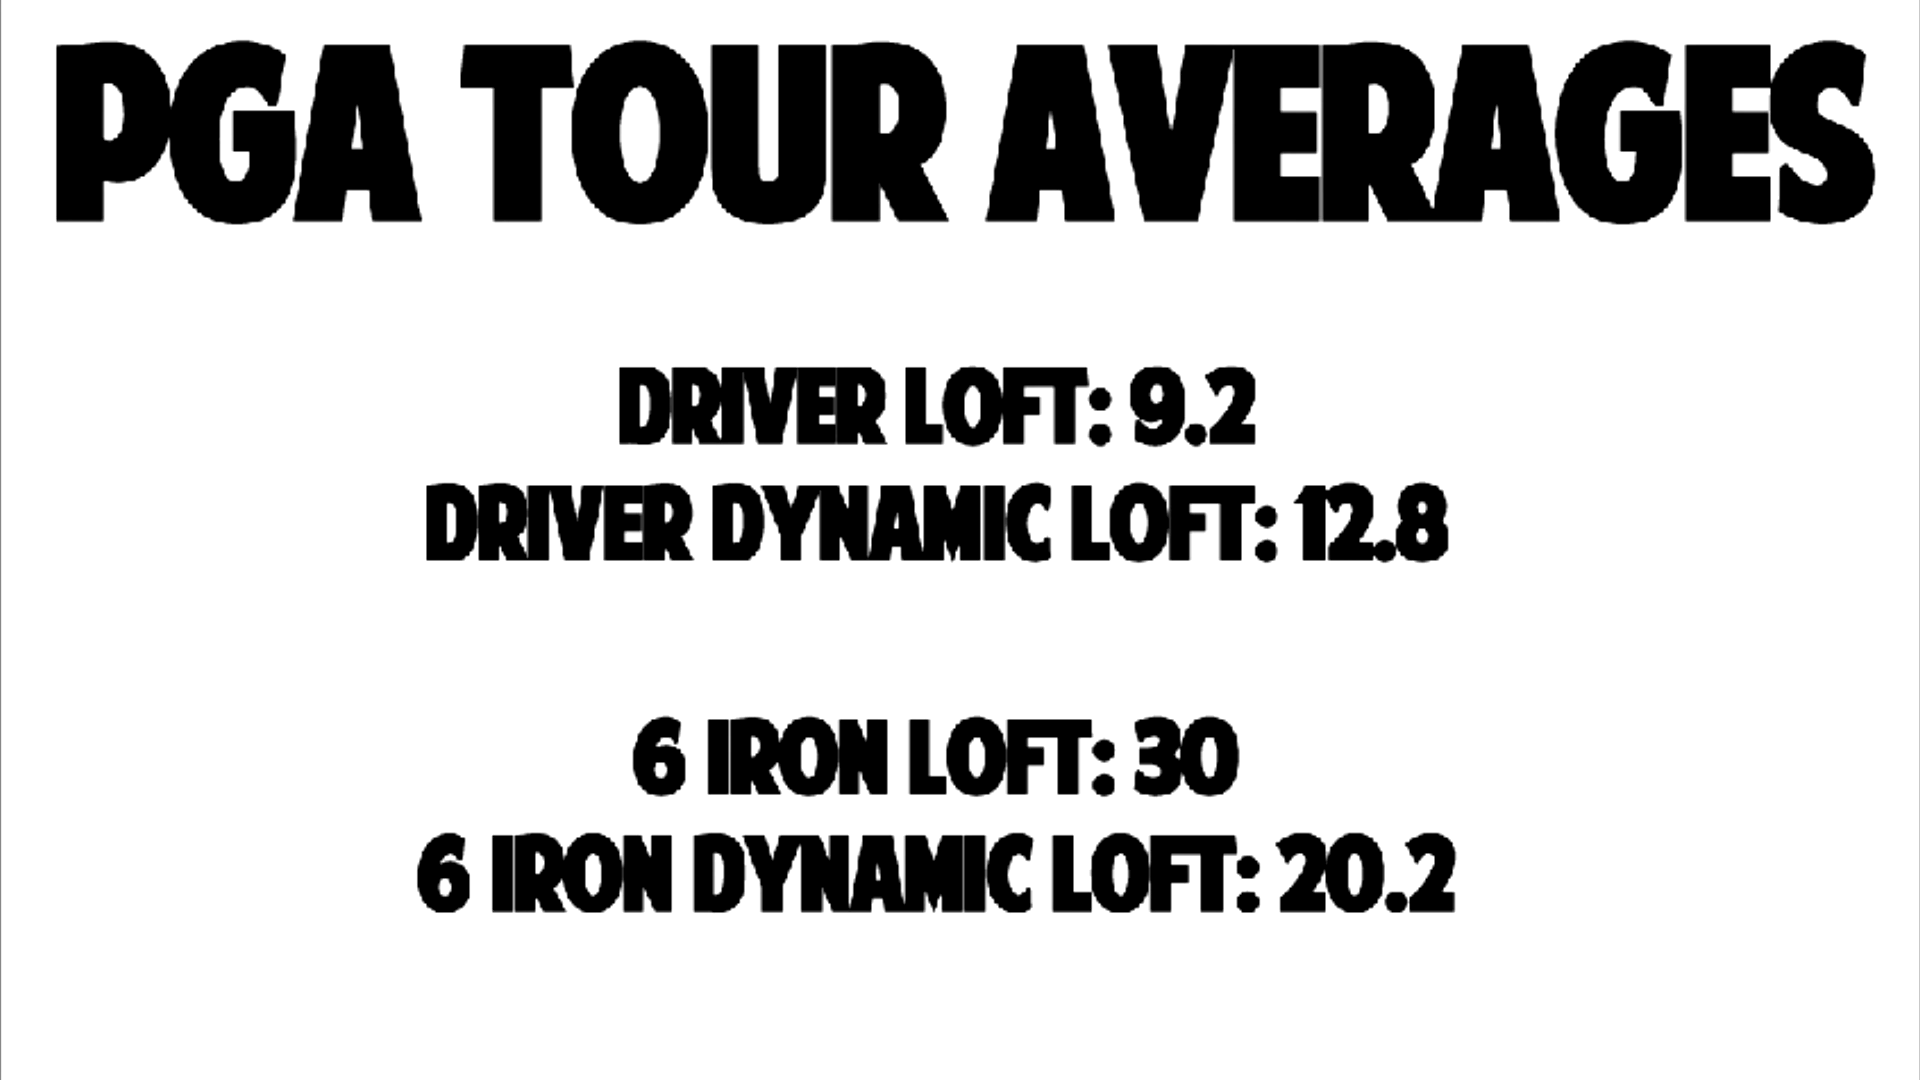 PGA TOUR AVERAGES
DRIVER LOFT: 9.2
DRIVER DYNAMIC LOFT: 12.8
6 IRON LOFT: 30
6 IRON DYNAMIC LOFT: 20.2